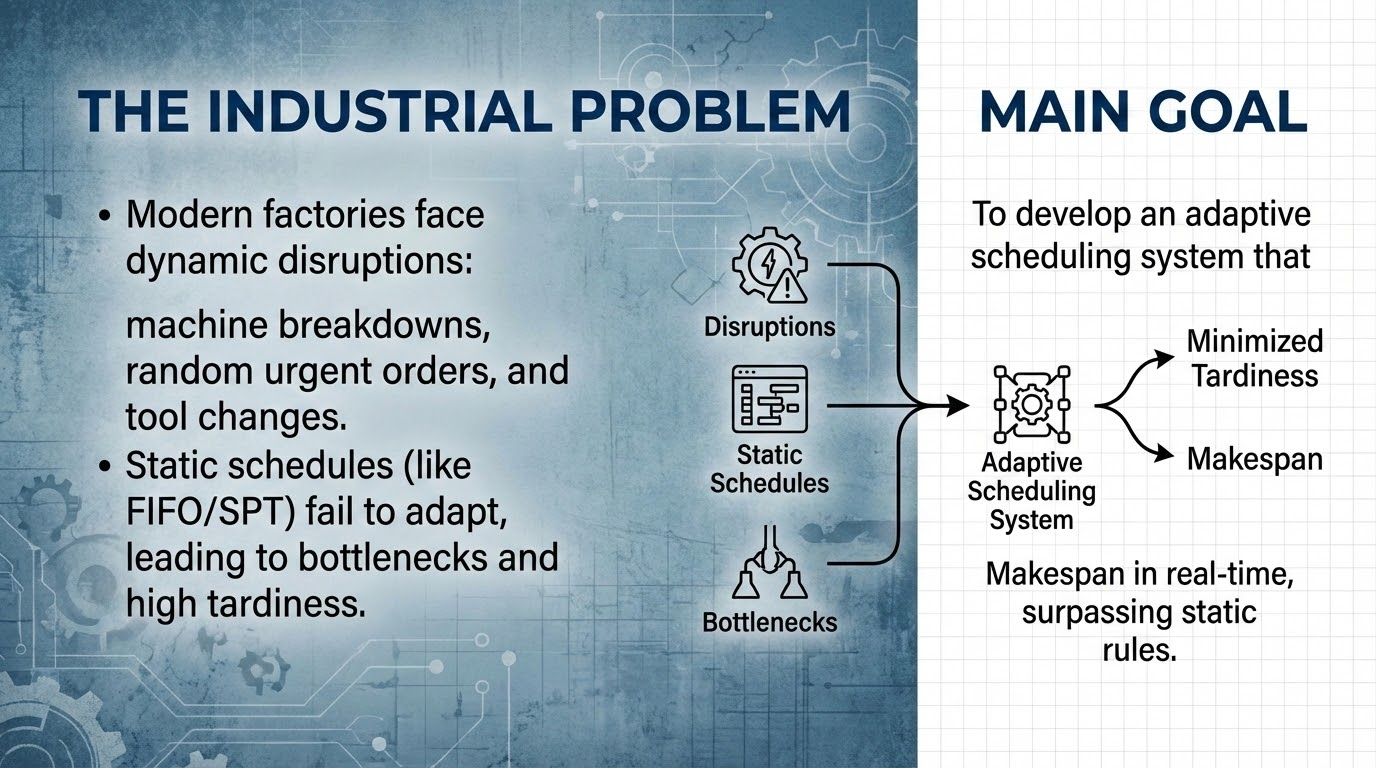 THE INDUSTRIAL PROBLEM
• Modern factories face
dynamic disruptions:
machine breakdowns,
random urgent orders, and
tool changes.
• Static schedules (like
FIFO/SPT) fail to adapt,
leading to bottlenecks and
high tardiness.
Disruptions
Static
Schedules
Bottlenecks
MAIN GOAL
To develop an adaptive
scheduling system that
Adaptive
Scheduling
System
Minimized
Tardiness
Makespan
Makespan in real-time,
surpassing static
rules.